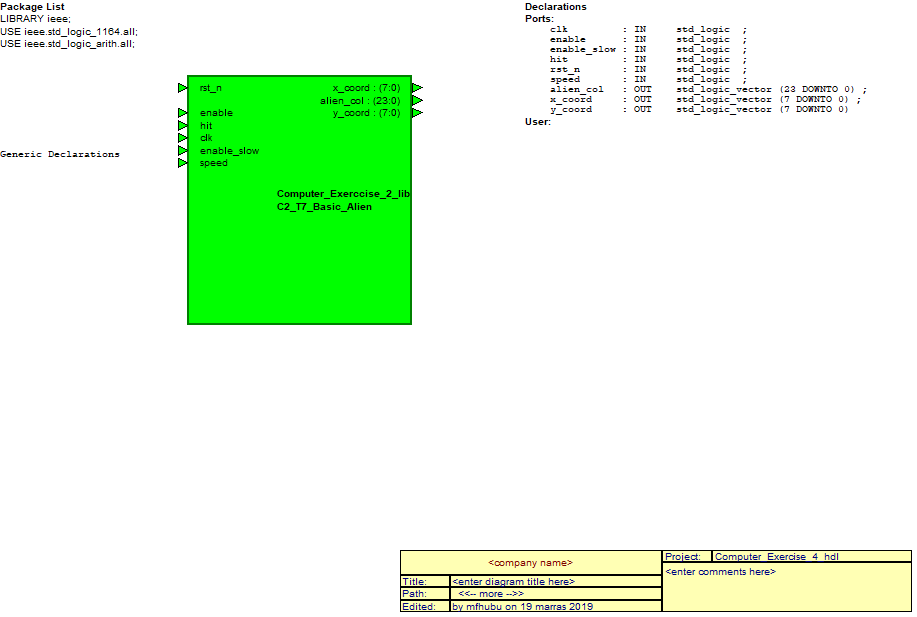 Package List
LIBRARY ieee;
USE ieee.std_logic_1164.all;
USE ieee.std_logic_arith.all;
Declarations
Ports:
clk : IN std_logic ;
enable : IN std_logic ;
enable_slow : IN std_logic ;
hit : IN std_logic ;
rst_n : IN std_logic ;
speed : IN std_logic ;
alien_col : OUT std_logic_vector (23 DOWNTO 0) ;
x_coord : OUT std_logic_vector (7 DOWNTO 0) ;
y_coord : OUT std_logic_vector (7 DOWNTO 0)
User:
Generic Declarations
rst_n x_coord : (7:0)
alien_col : (23:0)
enable y_coord : (7:0)
hit
clk
enable_slow
speed
Computer_Exerccise_2_lib
C2_T7_Basic_Alien
<company name>
Title: <enter diagram title here>
Path: <<-- more -->>
Edited: by mfhubu on 19 marras 2019
Project: Computer_Exercise_4_hdl
<enter comments here>